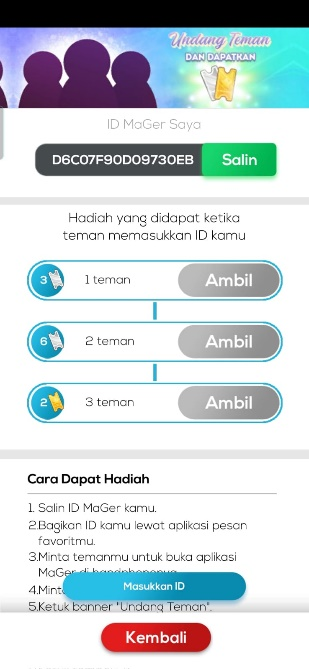 Undang Teman
DAN DAPATKAN
ID MaGer Saya
D6C07F90D09730EB Salin
Hadiah yang didapat ketika
teman memasukkan ID kamu
3 1 teman Ambil
6 2 teman Ambil
2 3 teman Ambil
Cara Dapat Hadiah
1. Salin ID MaGer kamu.
2.Bagikan ID kamu lewat aplikasi pesan
favoritmu.
3.Minta temanmu untuk buka aplikasi
MaGer di handphonenya.
4.Minta
Masukkan ID
5.Ketuk banner "Undang Teman".
Kembali